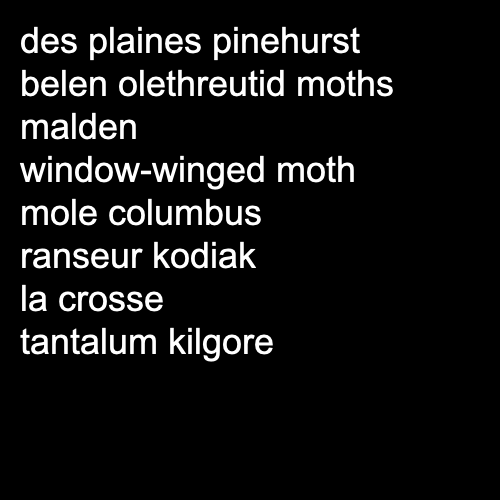 des plaines pinehurst
belen olethreutid moths
malden
window-winged moth
mole columbus
ranseur kodiak
la crosse
tantalum kilgore